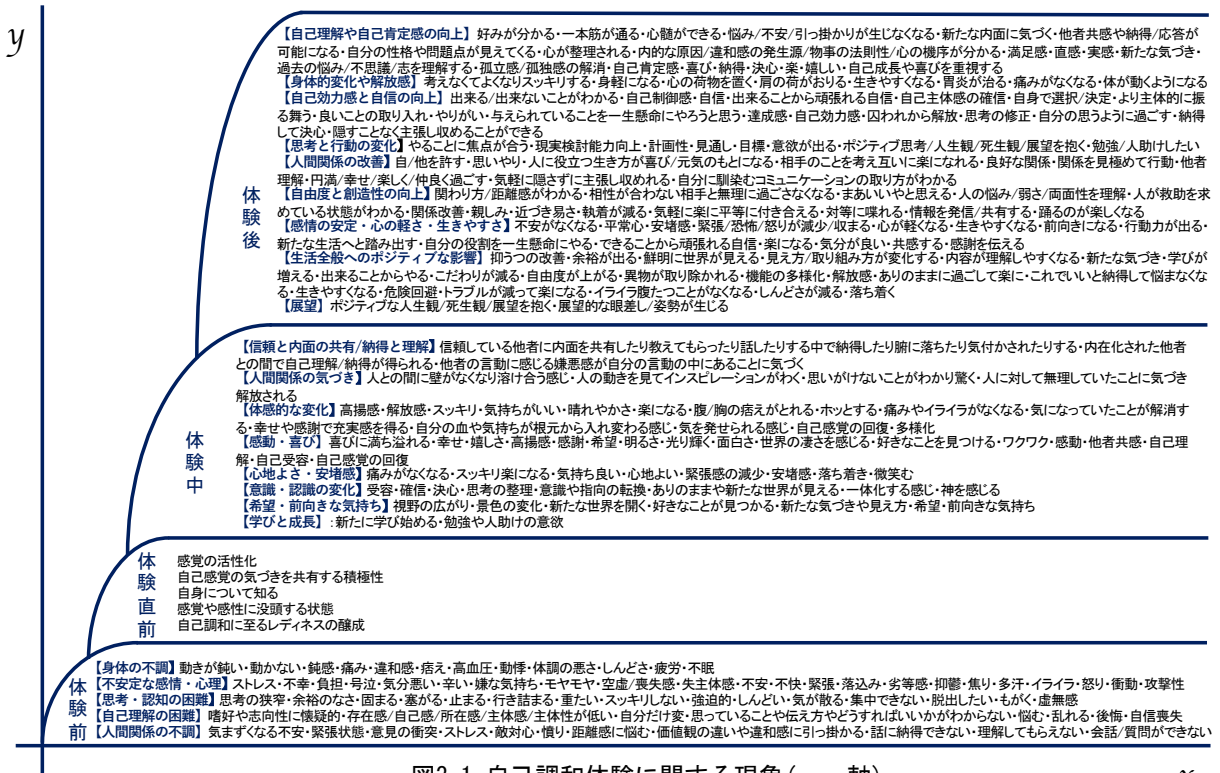 y
【自己理解や自己肯定感の向上】 好みが分かる・一本筋が通る・心髄ができる・悩み/不安/引っ掛かりが生じなくなる・新たな内面に気づく・他者共感や納得/応答が
可能になる・自分の性格や問題点が見えてくる・心が整理される・内的な原因/違和感の発生源/物事の法則性/心の機序が分かる・満足感・直感・実感・新たな気づき・
過去の悩み/不思議/志を理解する・孤立感/孤独感の解消・自己肯定感・喜び・納得・決心・楽・嬉しい・自己成長や喜びを重視する
【身体的変化や解放感】 考えなくてよくなりスッキリする・身軽になる・心の荷物を置く・肩の荷がおりる・生きやすくなる・胃炎が治る・痛みがなくなる・体が動くようになる
【自己効力感と自信の向上】 出来る/出来ないことがわかる・自己制御感・自信・出来ることから頑張れる自信・自己主体感の確信・自身で選択/決定・より主体的に振
る舞う・良いことの取り入れ・やりがい・与えられていることを一生懸命にやろうと思う・達成感・自己効力感・囚われから解放・思考の修正・自分の思うように過ごす・納得
して決心・隠すことなく主張し収めることができる
【思考と行動の変化】やることに焦点が合う・現実検討能力向上・計画性・見通し・目標・意欲が出る・ポジティブ思考/人生観/死生観/展望を抱く・勉強/人助けしたい
【人間関係の改善】 自/他を許す・思いやり・人に役立つ生き方が喜び/元気のもとになる・相手のことを考え互いに楽になれる・良好な関係・関係を見極めて行動・他者
理解・円満/幸せ/楽しく/仲良く過ごす・気軽に隠さずに主張し収めれる・自分に馴染むコミュニケーションの取り方がわかる
【自由度と創造性の向上】関わり方/距離感がわかる・相性が合わない相手と無理に過ごさなくなる・まあいいやと思える・人の悩み/弱さ/両面性を理解・人が救助を求
めている状態がわかる・関係改善・親しみ・近づき易さ・執着が減る・気軽に楽に平等に付き合える・対等に喋れる・情報を発信/共有する・踊るのが楽しくなる
【感情の安定・心の軽さ・生きやすさ】不安がなくなる・平常心・安堵感・緊張/恐怖/怒りが減少/収まる・心が軽くなる・生きやすくなる・前向きになる・行動力が出る・
新たな生活へと踏み出す・自分の役割を一生懸命にやる・できることから頑張れる自信・楽になる・気分が良い・共感する・感謝を伝える
【生活全般へのポジティブな影響】 抑うつの改善・余裕が出る・鮮明に世界が見える・見え方/取り組み方が変化する・内容が理解しやすくなる・新たな気づき・学びが
増える・出来ることからやる・こだわりが減る・自由度が上がる・異物が取り除かれる・機能の多様化・解放感・ありのままに過ごして楽に・これでいいと納得して悩まなくな
る・生きやすくなる・危険回避・トラブルが減って楽になる・イライラ腹たつことがなくなる・しんどさが減る・落ち着く
【展望】 ポジティブな人生観/死生観/展望を抱く・展望的な眼差し/姿勢が生じる
体験後
【信頼と内面の共有/納得と理解】信頼している他者に内面を共有したり教えてもらったり話したりする中で納得したり腑に落ちたり気付かされたりする・内在化された他者
との間で自己理解/納得が得られる・他者の言動に感じる嫌悪感が自分の言動の中にあることに気づく
【人間関係の気づき】 人との間に壁がなくなり溶け合う感じ・人の動きを見てインスピレーションがわく・思いがけないことがわかり驚く・人に対して無理していたことに気づき
解放される
【体感的な変化】高揚感・解放感・スッキリ・気持ちがいい・晴れやかさ・楽になる・腹/胸の痞えがとれる・ホッとする・痛みやイライラがなくなる・気になっていたことが解消す
る・幸せや感謝で充実感を得る・自分の血や気持ちが根元から入れ変わる感じ・気を発せられる感じ・自己感覚の回復・多様化
【感動・喜び】 喜びに満ち溢れる・幸せ・嬉しさ・高揚感・感謝・希望・明るさ・光り輝く・面白さ・世界の凄さを感じる・好きなことを見つける・ワクワク・感動・他者共感・自己理
解・自己受容・自己感覚の回復
【心地よさ・安堵感】 痛みがなくなる・スッキリ楽になる・気持ち良い・心地よい・緊張感の減少・安堵感・落ち着き・微笑む
【意識・認識の変化】 受容・確信・決心・思考の整理・意識や指向の転換・ありのままや新たな世界が見える・一体化する感じ・神を感じる
【希望・前向きな気持ち】視野の広がり・景色の変化・新たな世界を開く・好きなことが見つかる・新たな気づきや見え方・希望・前向きな気持ち
【学びと成長】 :新たに学び始める・勉強や人助けの意欲
体験中
感覚の活性化
自己感覚の気づきを共有する積極性
自身について知る
感覚や感性に没頭する状態
自己調和に至るレディネスの醸成
体験直前
【身体の不調】動きが鈍い・動かない・鈍感・痛み・違和感・痞え・高血圧・動悸・体調の悪さ・しんどさ・疲労・不眠
【不安定な感情・心理】 ストレス・不幸・負担・号泣・気分悪い・辛い・嫌な気持ち・モヤモヤ・空虚/喪失感・失主体感・不安・不快・緊張・落込み・劣等感・抑鬱・焦り・多汗・イライラ・怒り・衝動・攻撃性
【思考・認知の困難】思考の狭窄・余裕のなさ・固まる・塞がる・止まる・行き詰まる・重たい・スッキリしない・強迫的・しんどい・気が散る・集中できない・脱出したい・もがく・虚無感
【自己理解の困難】 嗜好や志向性に懐疑的・存在感/自己感/所在感/主体感/主体性が低い・自分だけ変・思っていることや伝え方やどうすればいいかがわからない・悩む・乱れる・後悔・自信喪失
【人間関係の不調】 気まずくなる不安・緊張状態・意見の衝突・ストレス・敵対心・憤り・距離感に悩む・価値観の違いや違和感に引っ掛かる・話に納得できない・理解してもらえない・会話/質問ができない
体験前